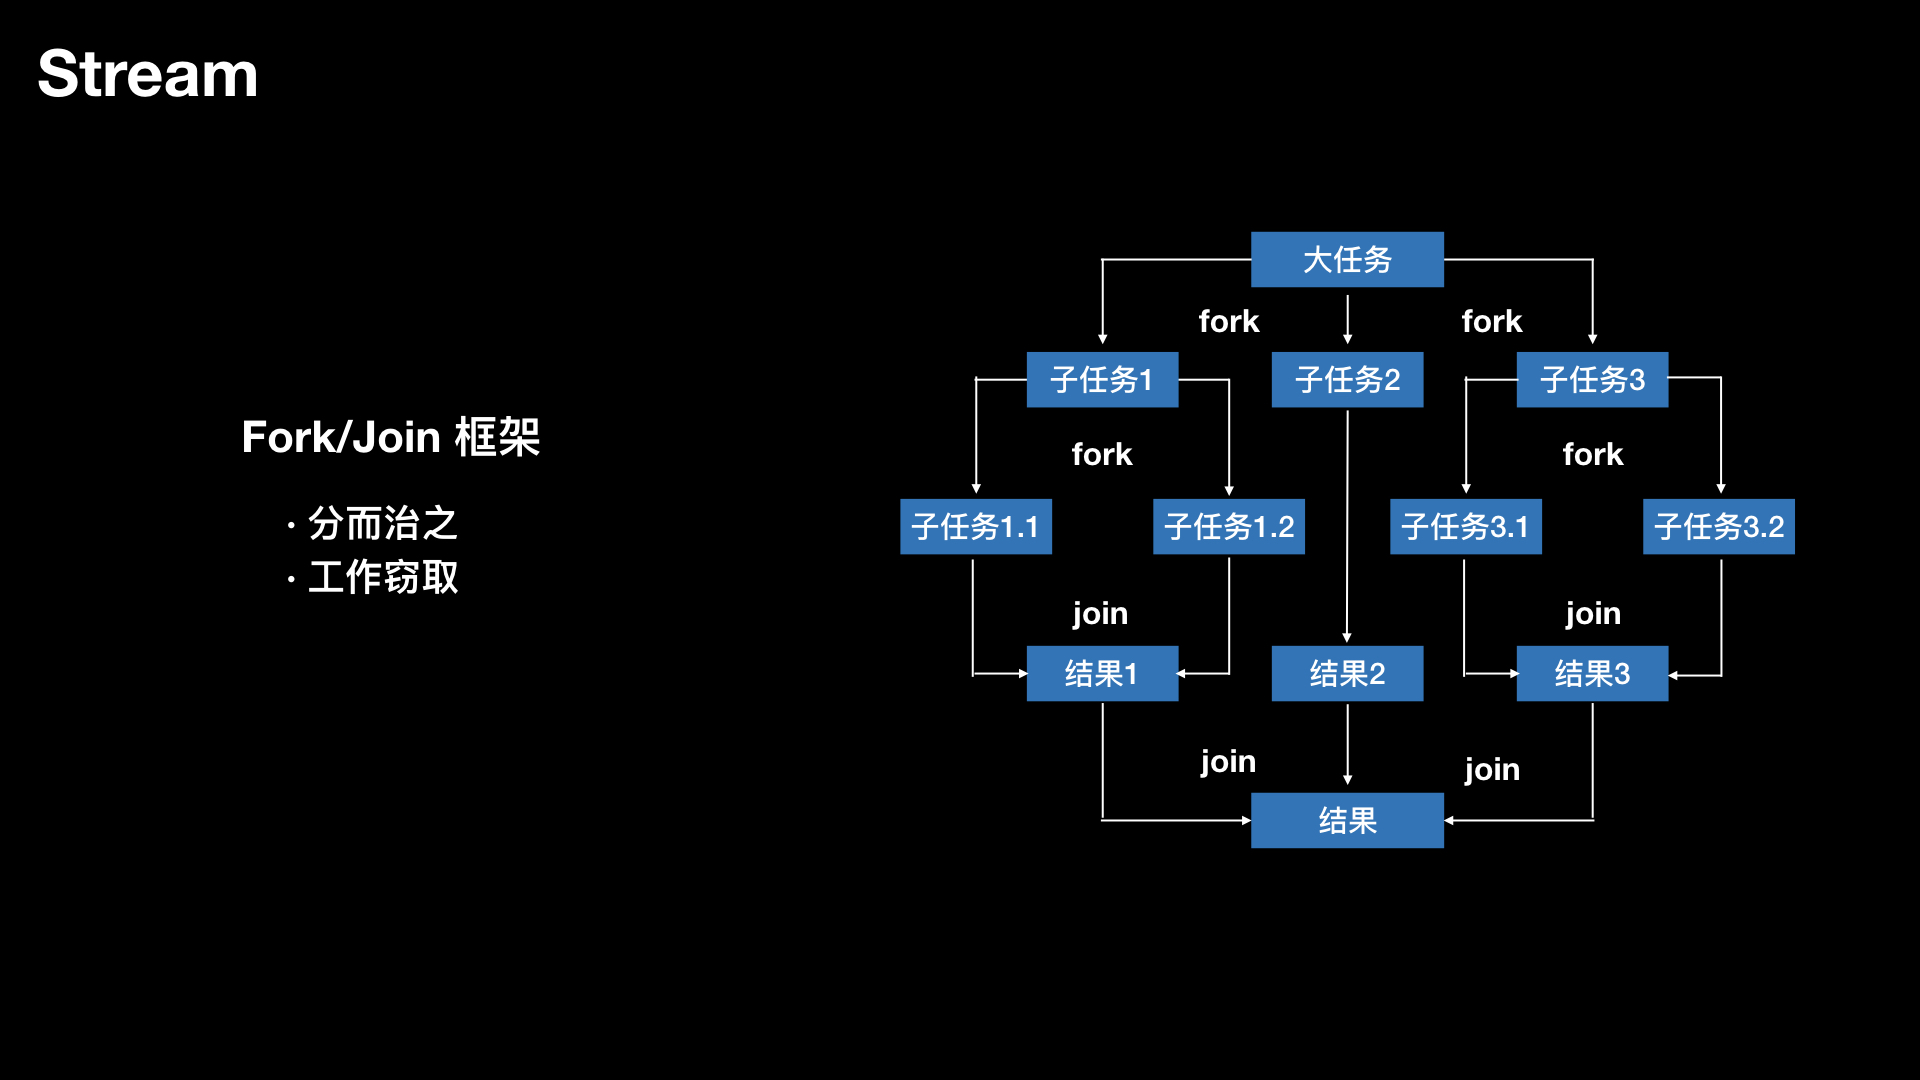 Stream
Fork/Join 框架
· 分而治之
· 工作窃取
大任务
fork
fork
子任务1
子任务2
子任务3
fork
fork
子任务1.1
子任务1.2
子任务3.1
子任务3.2
join
join
结果1
结果2
结果3
join
join
结果